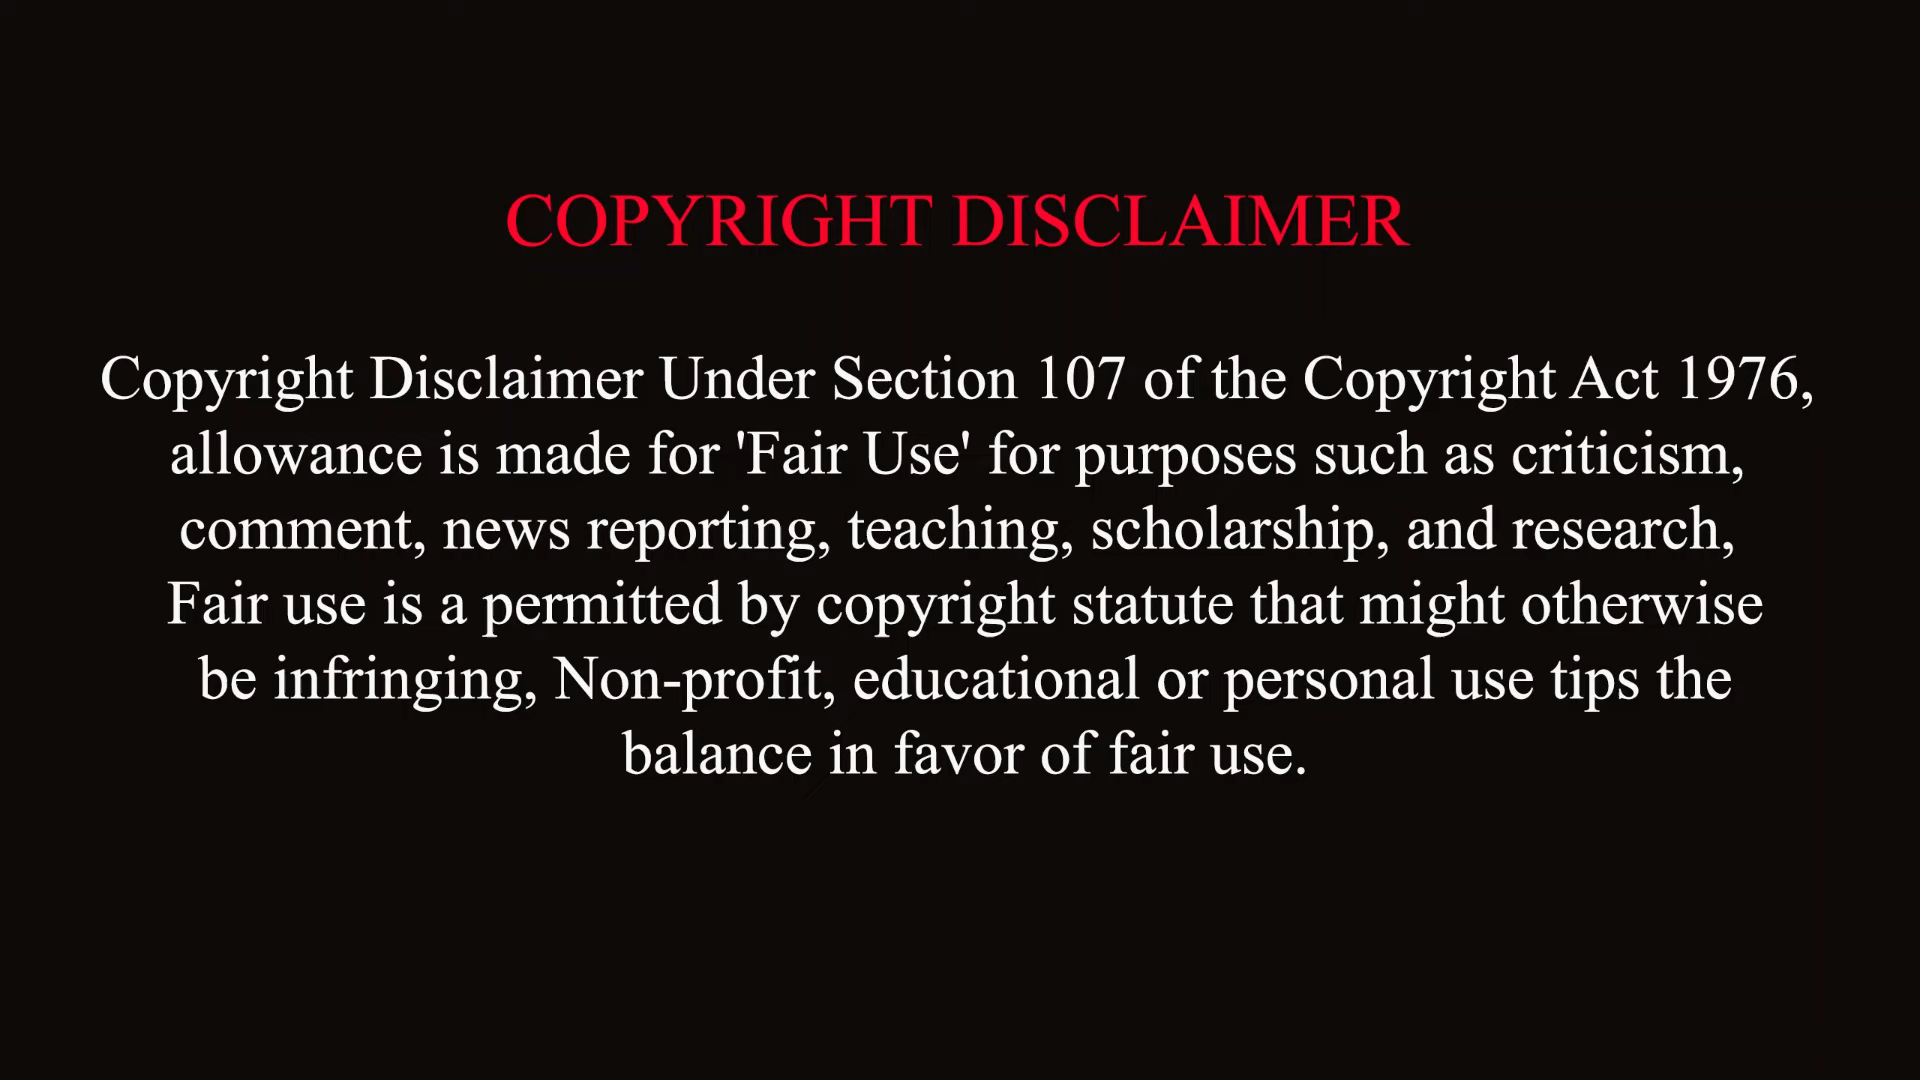 COPYRIGHT DISCLAIMER
Copyright Disclaimer Under Section 107 of the Copyright Act 1976,
allowance is made for 'Fair Use' for purposes such as criticism,
comment, news reporting, teaching, scholarship, and research,
Fair use is a permitted by copyright statute that might otherwise
be infringing, Non-profit, educational or personal use tips the
balance in favor of fair use.